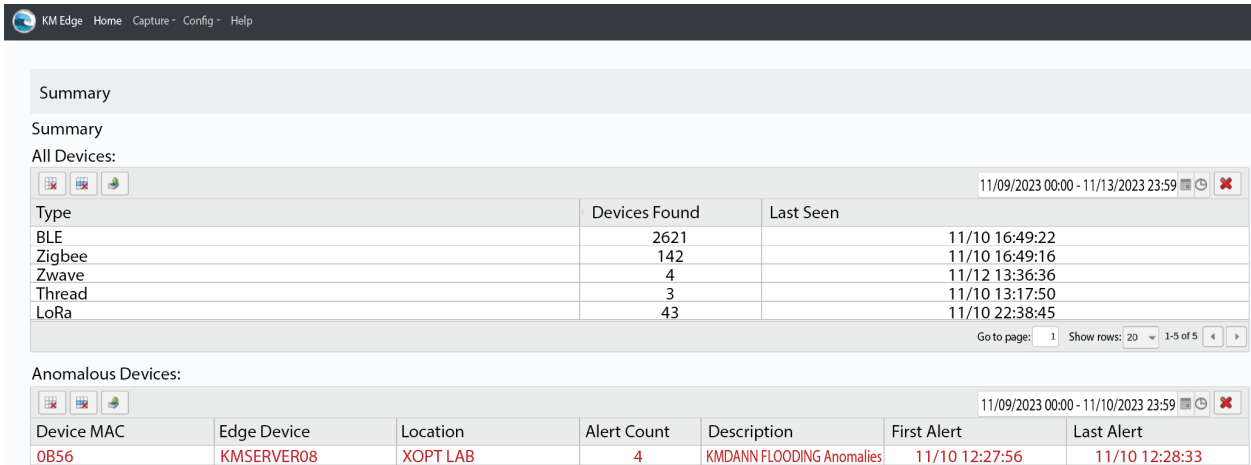 KM Edge Home Capture Config Help
Summary
Summary
All Devices:
11/09/2023 00:00 - 11/13/2023 23:59
Type Devices Found Last Seen
BLE 2621 11/10 16:49:22
Zigbee 142 11/10 16:49:16
Zwave 4 11/12 13:36:36
Thread 3 11/10 13:17:50
LoRa 43 11/10 22:38:45
Go to page: 1 Show rows: 20 1-5 of 5
Anomalous Devices:
11/09/2023 00:00 - 11/10/2023 23:59
Device MAC Edge Device Location Alert Count Description First Alert Last Alert
0B56 KMSERVER08 XOPT LAB 4 KMDANN FLOODING Anomalies 11/10 12:27:56 11/10 12:28:33